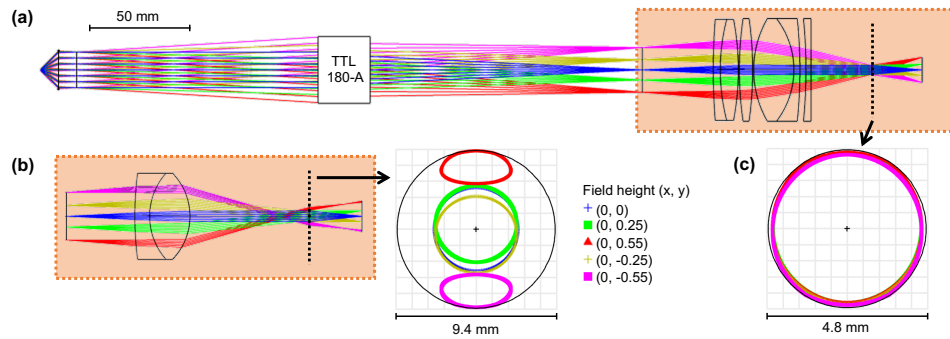 (a)
50 mm
TTL
180-A
(b)
Field height (x, y)
(0, 0)
(0, 0.25)
(0, 0.55)
(0, -0.25)
(0, -0.55)
9.4 mm
(c)
4.8 mm